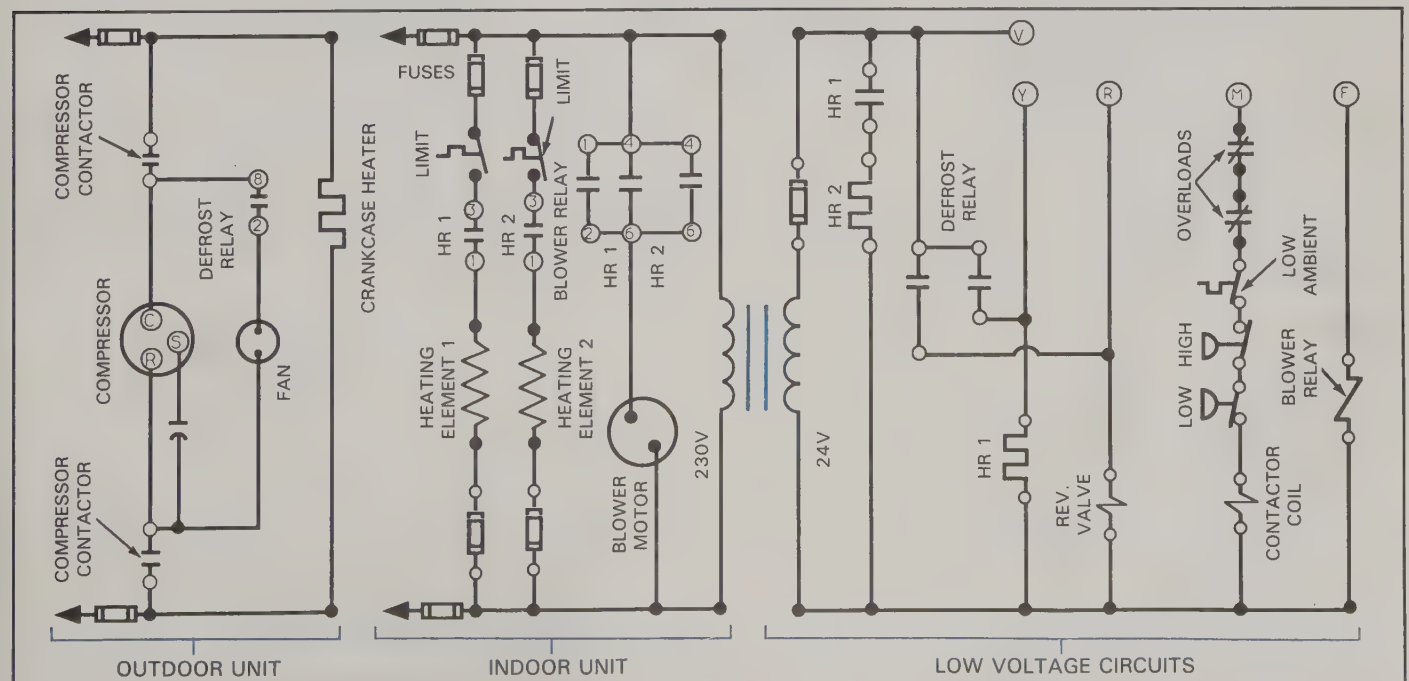 COMPRESSOR
CONTACTOR
8
2
DEFROST
RELAY
CRANKCASE HEATER
COMPRESSOR
C
S
R
FAN
COMPRESSOR
CONTACTOR
OUTDOOR UNIT
FUSES
LIMIT
LIMIT
3
3
HR 1
HR 2
1
1
BLOWER RELAY
1
4
4
2
6
6
HR 1
HR 2
HEATING
ELEMENT 1
HEATING
ELEMENT 2
BLOWER
MOTOR
230V
INDOOR UNIT
24V
V
HR 1
HR 2
DEFROST
RELAY
Y
R
M
F
HR 1
REV.
VALVE
OVERLOADS
LOW
AMBIENT
HIGH
LOW
CONTACTOR
COIL
BLOWER
RELAY
LOW VOLTAGE CIRCUITS